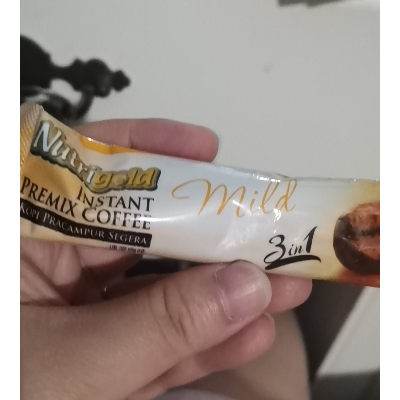 Nutrigold
INSTANT
PREMIX COFFEE
KOPI PRACAMPUR SEGERA
Mild
3in1